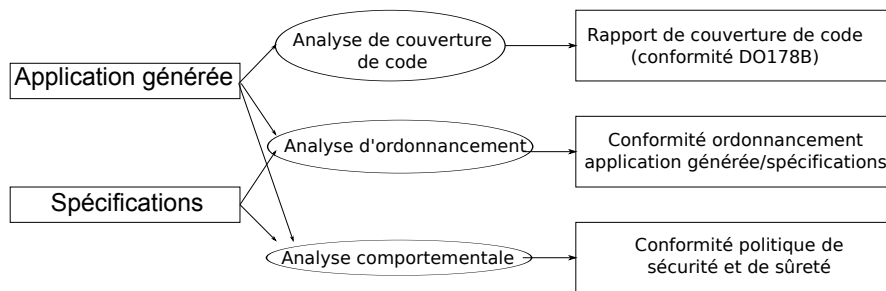 Application générée
Spécifications
Analyse de couverture
de code
Analyse d'ordonnancement
Analyse comportementale
Rapport de couverture de code
(conformité DO178B)
Conformité ordonnancement
application générée/spécifications
Conformité politique de
sécurité et de sûreté